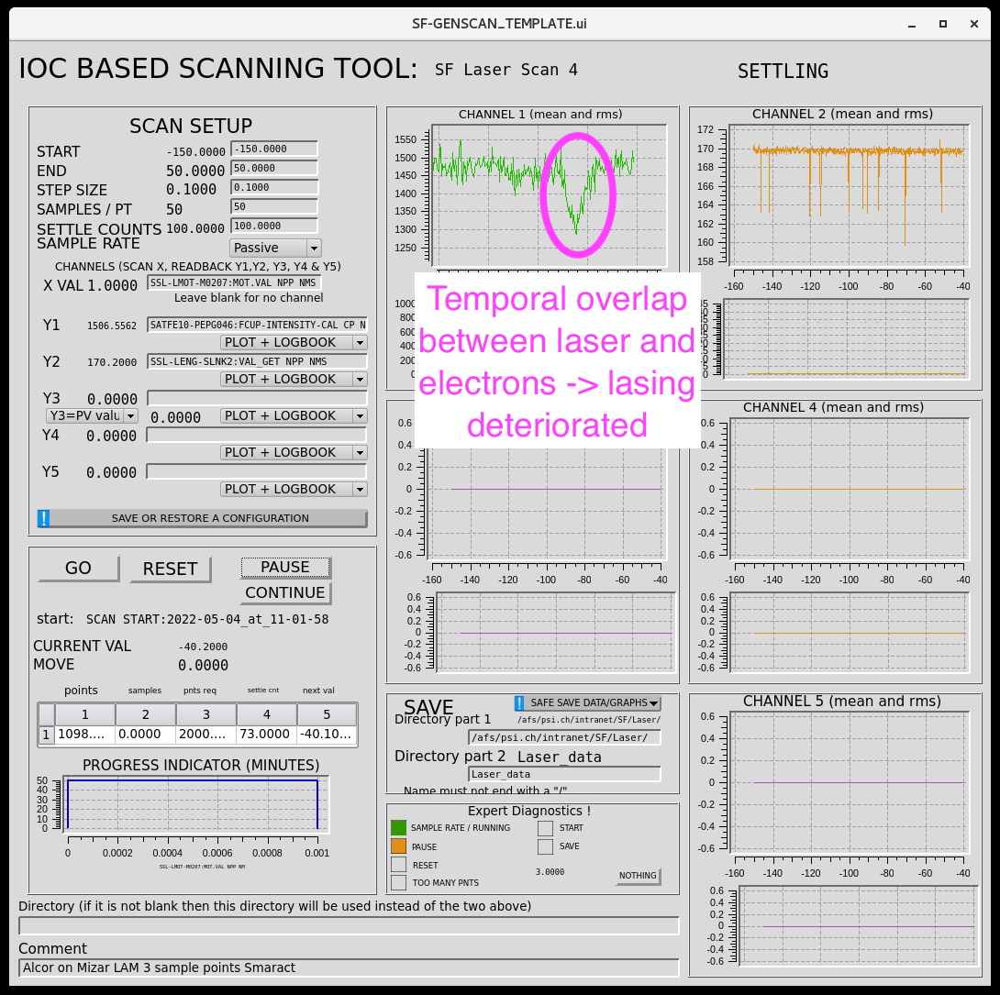 SF-GENSCAN_TEMPLATE.ui
IOC BASED SCANNING TOOL: SF Laser Scan 4 SETTLING
SCAN SETUP
START -150.0000 -150.0000
END 50.0000 50.0000
STEP SIZE 0.1000 0.1000
SAMPLES / PT 50 50
SETTLE COUNTS 100.0000 100.0000
SAMPLE RATE Passive
CHANNELS (SCAN X, READBACK Y1,Y2, Y3, Y4 & Y5)
X VAL 1.0000 SSL-LMOT-M0207:MOT.VAL NPP NMS
Leave blank for no channel
Y1 1506.5562 SATFE10-PEPG046:FCUP-INTENSITY-CAL CP N
PLOT + LOGBOOK
Y2 170.2000 SSL-LENG-SLNK2:VAL_GET NPP NMS
PLOT + LOGBOOK
Y3 0.0000
Y3=PV valu 0.0000 PLOT + LOGBOOK
Y4 0.0000
PLOT + LOGBOOK
Y5 0.0000
PLOT + LOGBOOK
! SAVE OR RESTORE A CONFIGURATION
GO RESET PAUSE
CONTINUE
start: SCAN START:2022-05-04_at_11-01-58
CURRENT VAL -40.2000
MOVE 0.0000
points samples pnts req settle cnt next val
1 2 3 4 5
1 1098.... 0.0000 2000.... 73.0000 -40.10...
PROGRESS INDICATOR (MINUTES)
50
40
30
20
10
0
0 0.0002 0.0004 0.0006 0.0008 0.001
SSL-LMOT-M0207:MOT.VAL NPP NM
CHANNEL 1 (mean and rms)
1550
1500
1450
1400
1350
1300
1250
Temporal overlap
between laser and
electrons -> lasing
deteriorated
CHANNEL 2 (mean and rms)
172
170
168
166
164
162
160
158
-160 -140 -120 -100 -80 -60 -40
0.6
0.4
0.2
0
-0.2
-0.4
-0.6
-160 -140 -120 -100 -80 -60 -40
0.6
0.4
0.2
0
-0.2
-0.4
-0.6
CHANNEL 4 (mean and rms)
0.6
0.4
0.2
0
-0.2
-0.4
-0.6
-160 -140 -120 -100 -80 -60 -40
0.6
0.4
0.2
0
-0.2
-0.4
-0.6
SAVE ! SAFE SAVE DATA/GRAPHS
Directory part 1 /afs/psi.ch/intranet/SF/Laser/
/afs/psi.ch/intranet/SF/Laser/
Directory part 2 Laser_data
Laser_data
Name must not end with a "/"
Expert Diagnostics !
SAMPLE RATE / RUNNING START
PAUSE SAVE
RESET 3.0000 NOTHING
TOO MANY PNTS
CHANNEL 5 (mean and rms)
0.6
0.4
0.2
0
-0.2
-0.4
-0.6
-160 -140 -120 -100 -80 -60 -40
0.6
0.4
0.2
0
-0.2
-0.4
-0.6
Directory (if it is not blank then this directory will be used instead of the two above)
Comment
Alcor on Mizar LAM 3 sample points Smaract